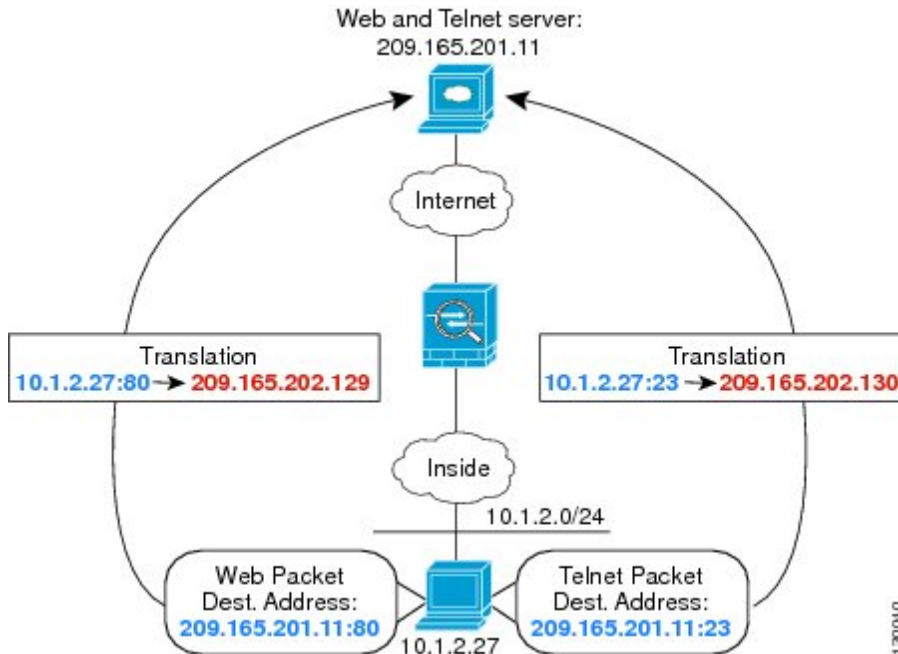 Web and Telnet server:
209.165.201.11
Internet
Translation
10.1.2.27:80 → 209.165.202.129
Translation
10.1.2.27:23 → 209.165.202.130
Inside
10.1.2.0/24
Web Packet
Dest. Address:
209.165.201.11:80
Telnet Packet
Dest. Address:
209.165.201.11:23
10.1.2.27